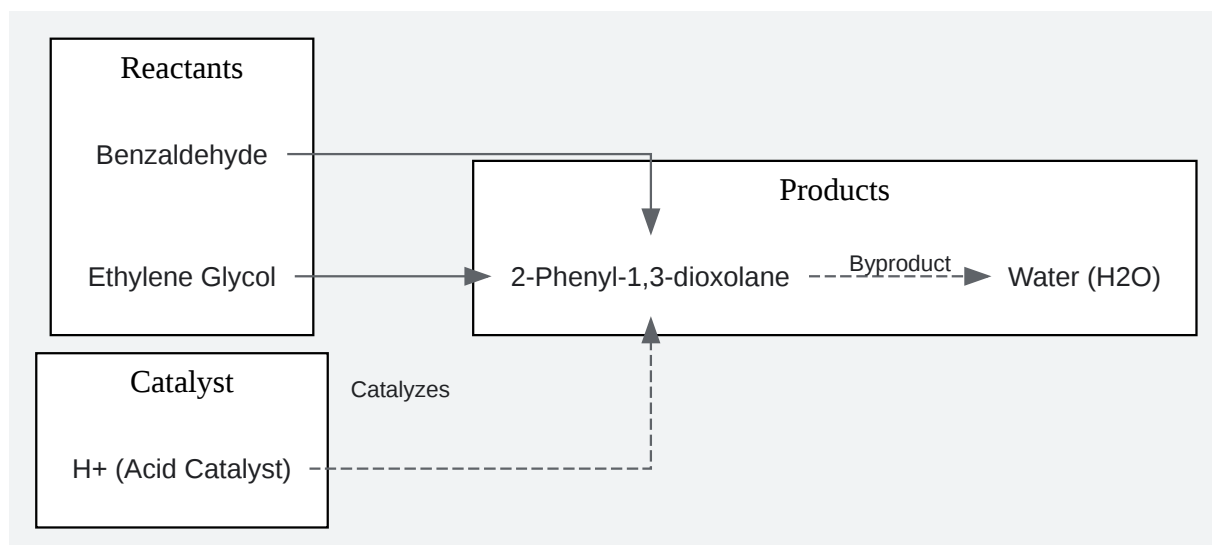 Reactants
Benzaldehyde
Products
Ethylene Glycol
2-Phenyl-1,3-dioxolane
Byproduct
Water (H2O)
Catalyst
Catalyzes
H+ (Acid Catalyst)